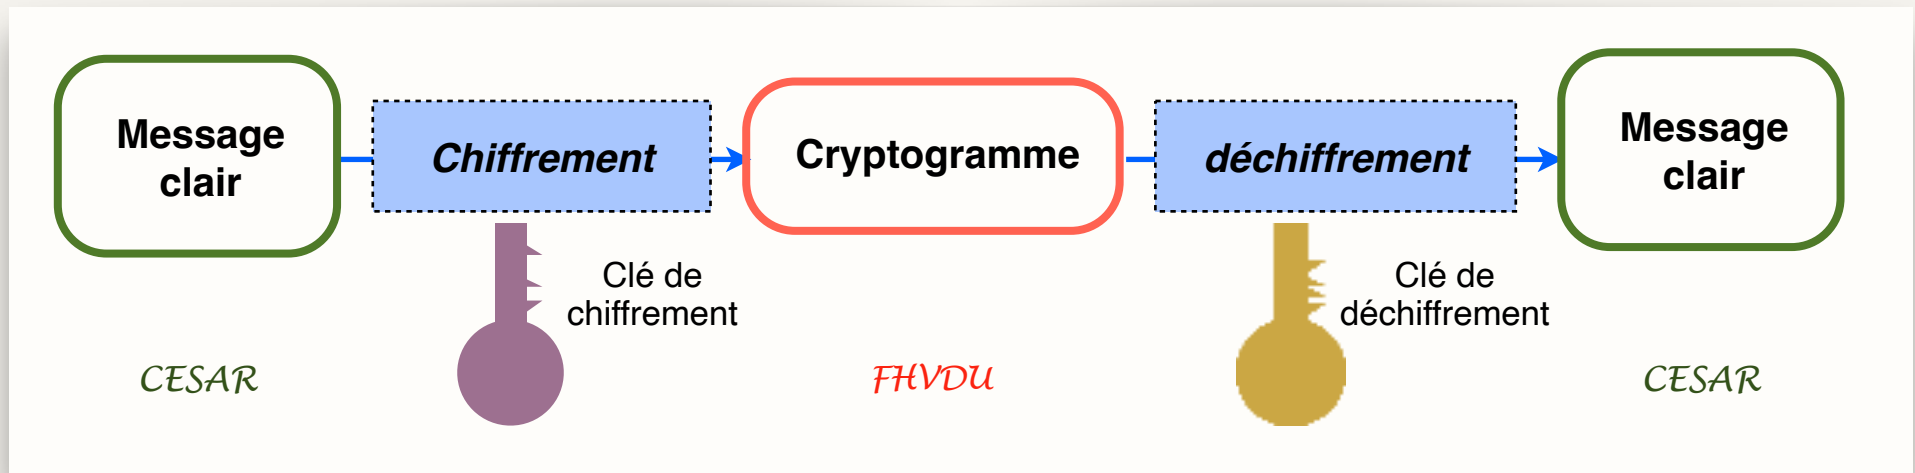 Message
clair
Chiffrement
Cryptogramme
déchiffrement
Message
clair
Clé de
chiffrement
Clé de
déchiffrement
CESAR
FHVDU
CESAR